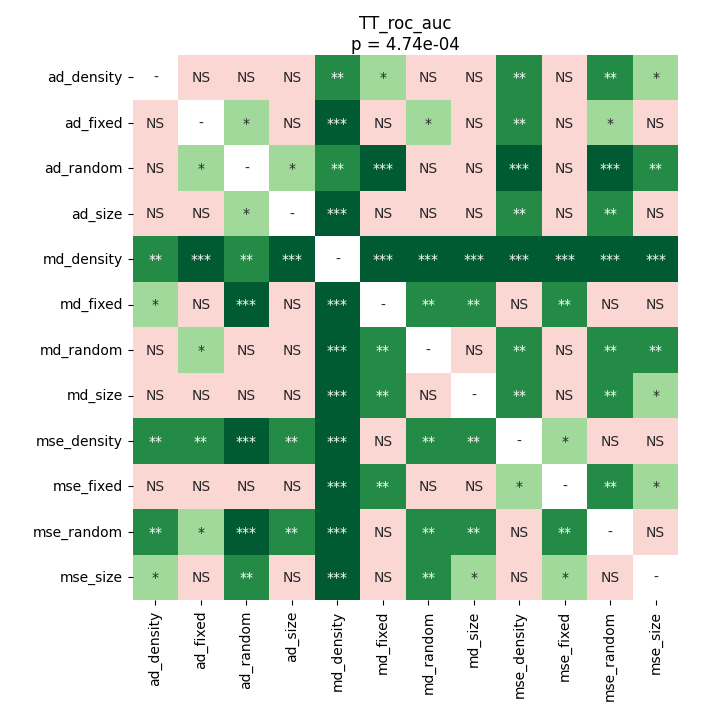 TT_roc_auc
p = 4.74e-04
ad_density - NS NS NS ** * NS NS ** NS ** *
ad_fixed NS - * NS *** NS * NS ** NS * NS
ad_random NS * - * ** *** NS NS *** NS *** **
ad_size NS NS * - *** NS NS NS ** NS ** NS
md_density ** *** ** *** - *** *** *** *** *** *** ***
md_fixed * NS *** NS *** - ** ** NS ** NS NS
md_random NS * NS NS *** ** - NS ** NS ** **
md_size NS NS NS NS *** ** NS - ** NS ** *
mse_density ** ** *** ** *** NS ** ** - * NS NS
mse_fixed NS NS NS NS *** ** NS NS * - ** *
mse_random ** * *** ** *** NS ** ** NS ** - NS
mse_size * NS ** NS *** NS ** * NS * NS -
ad_density ad_fixed ad_random ad_size md_density md_fixed md_random md_size mse_density mse_fixed mse_random mse_size